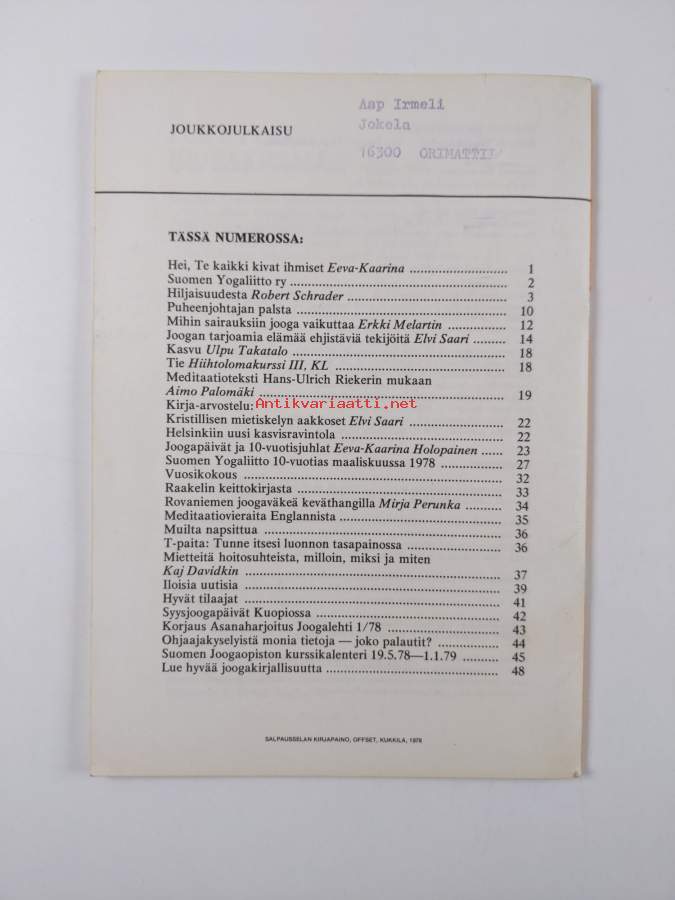 Aap Irmeli
Jokela
16300 ORIMATTI
JOUKKOJULKAISU
TÄSSÄ NUMEROSSA:
Hei, Te kaikki kivat ihmiset Eeva-Kaarina ........................... 1
Suomen Yogaliitto ry ........................... 2
Hiljaisuudesta Robert Schrader ........................... 3
Puheenjohtajan palsta ........................... 10
Mihin sairauksiin jooga vaikuttaa Erkki Melartin ................ 12
Joogan tarjoamia elämää ehjistäviä tekijöitä Elvi Saari .......... 14
Kasvu Ulpu Takatalo ........................... 18
Tie Hiihtolomakurssi III, KL ........................... 18
Meditaatioteksti Hans-Ulrich Riekerin mukaan
Aimo Palomäki ........................... 19
Kirja-arvostelu:
Antikvariaatti.net
Kristillisen mietiskelyn aakkoset Elvi Saari .................... 22
Helsinkiin uusi kasvisravintola ........................... 22
Joogapäivät ja 10-vuotisjuhlat Eeva-Kaarina Holopainen ...... 23
Suomen Yogaliitto 10-vuotias maaliskuussa 1978 ................ 27
Vuosikokous ........................... 32
Raakelin keittokirjasta ........................... 33
Rovaniemen joogaväkeä keväthangilla Mirja Perunka .......... 34
Meditaatiovieraita Englannista ........................... 35
Muilta napsittua ........................... 36
T-paita: Tunne itsesi luonnon tasapainossa .................... 36
Mietteitä hoitosuhteista, milloin, miksi ja miten
Kaj Davidkin ........................... 37
Iloisia uutisia ........................... 39
Hyvät tilaajat ........................... 41
Syysjoogapäivät Kuopiossa ........................... 42
Korjaus Asanaharjoitus Joogalehti 1/78 ........................... 43
Ohjaajakyselyistä monia tietoja — joko palautit? ................ 44
Suomen Joogaopiston kurssikalenteri 19.5.78—1.1.79 .......... 45
Lue hyvää joogakirjallisuutta ........................... 48
SALPAUSSELÄN KIRJAPAINO, OFFSET, KUKKILA, 1978